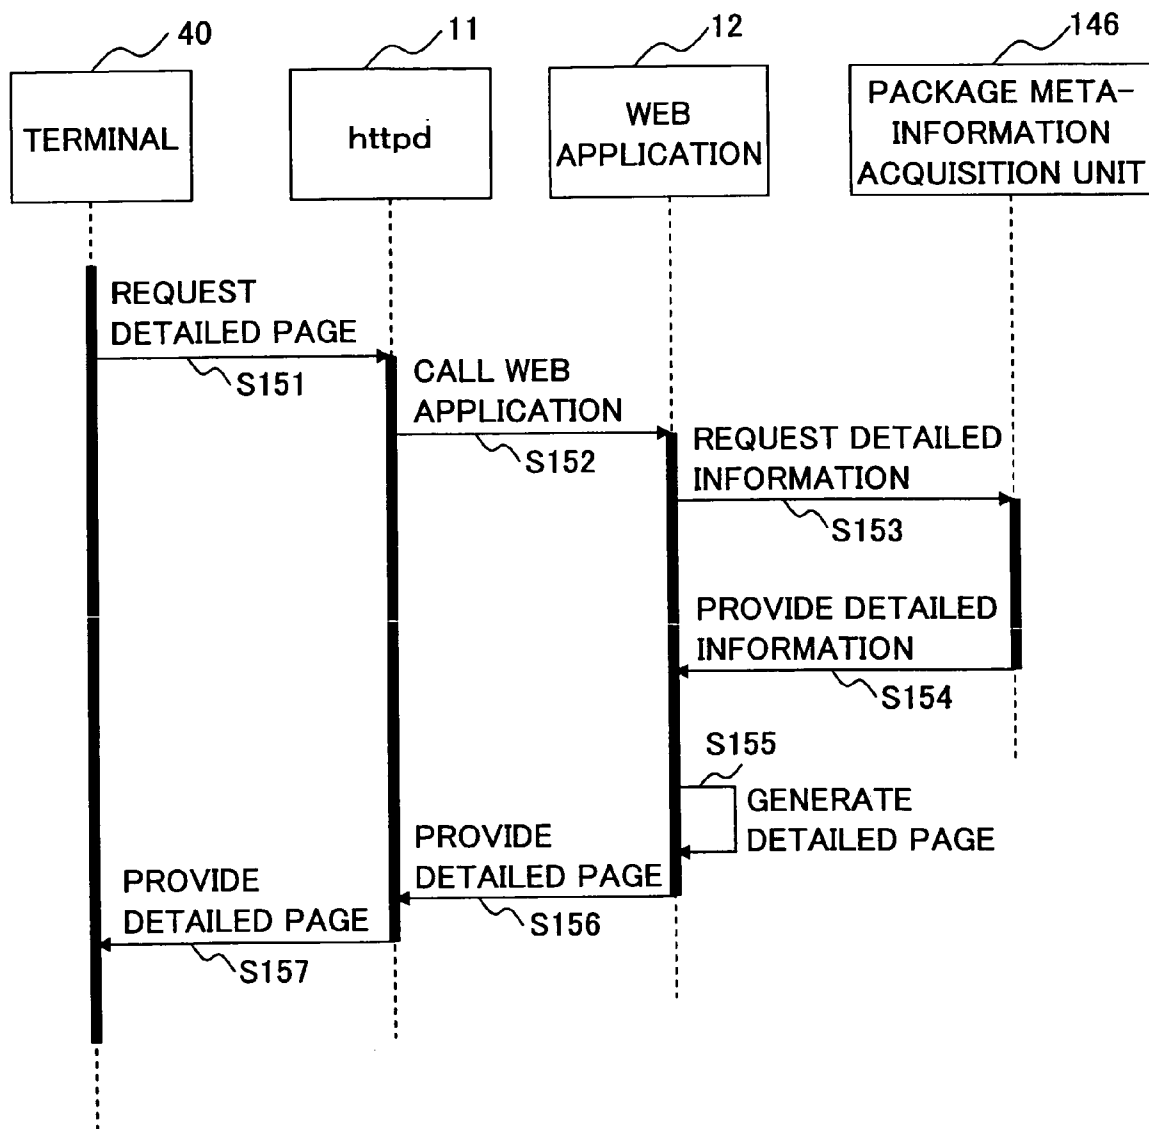 40
11
12
146
TERMINAL
httpd
WEB
APPLICATION
PACKAGE META-
INFORMATION
ACQUISITION UNIT
REQUEST
DETAILED PAGE
S151
CALL WEB
APPLICATION
S152
REQUEST DETAILED
INFORMATION
S153
PROVIDE DETAILED
INFORMATION
S154
S155
GENERATE
DETAILED PAGE
PROVIDE
DETAILED PAGE
S156
PROVIDE
DETAILED PAGE
S157